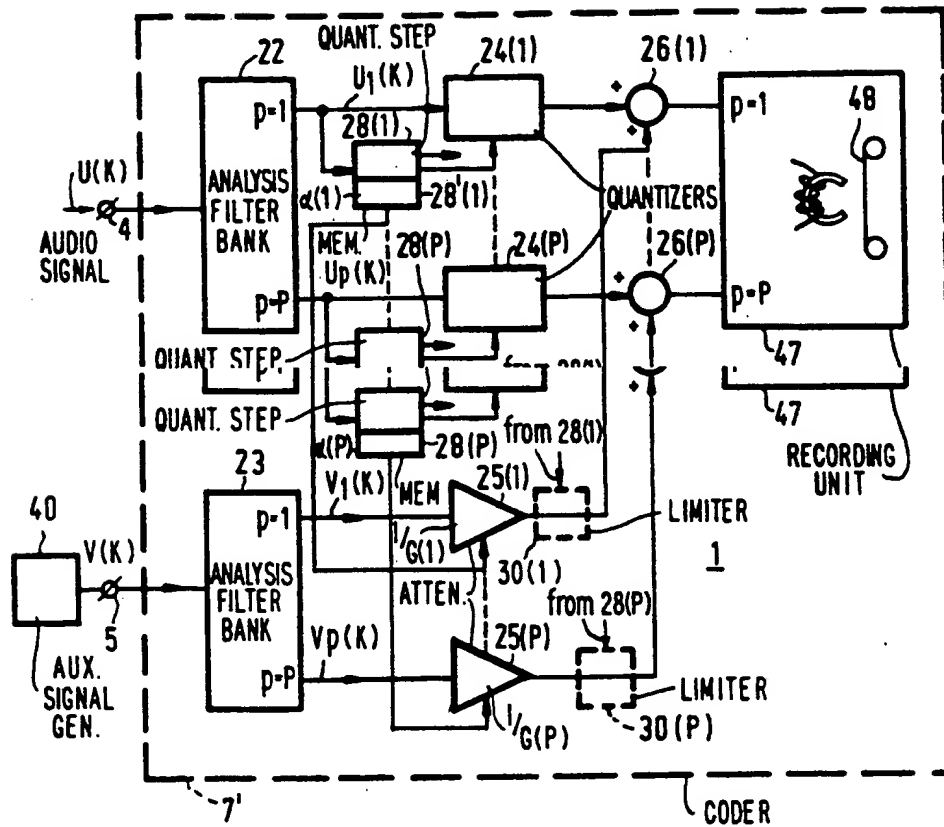 QUANT. STEP
22
24(1)
26(1)
U₁(K)
p=1
p=1
48
28(1)
U(K)
4
AUDIO SIGNAL
ANALYSIS FILTER BANK
α(1)
28'(1)
MEM.
QUANTIZERS
28(P)
24(P)
26(P)
Up(K)
p=P
p=P
QUANT. STEP
47
QUANT. STEP
47
α(P)
28(P)
MEM
from 28(1)
RECORDING UNIT
23
V₁(K)
25(1)
p=1
1/G(1)
LIMITER
30(1)
1
40
V(K)
5
ANALYSIS FILTER BANK
ATTEN.
from 28(P)
Vp(K)
25(P)
AUX. SIGNAL GEN.
p=P
LIMITER
30(P)
1/G(P)
7'
CODER
+
+
+
+
+